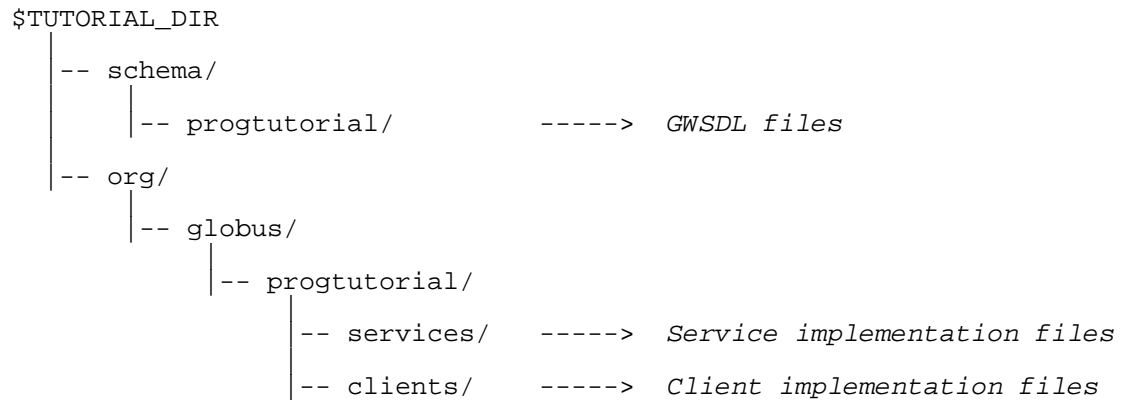 $TUTORIAL_DIR
|-- schema/
|-- progtutorial/ -----> GWSDL files
|-- org/
|-- globus/
|-- progtutorial/
|-- services/ -----> Service implementation files
|-- clients/ -----> Client implementation files